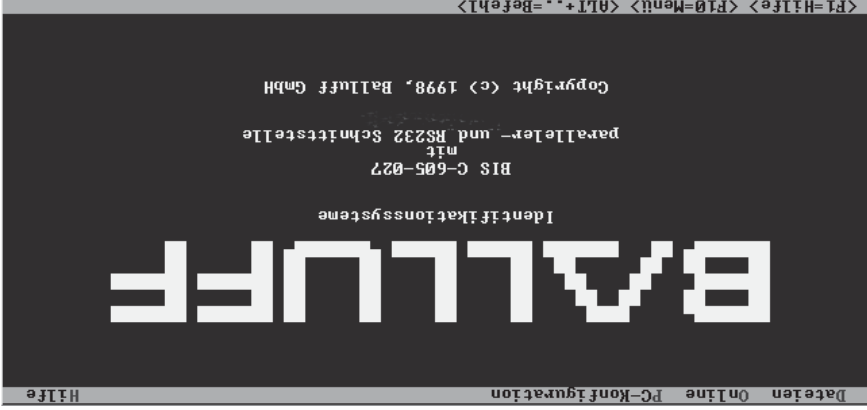 Dateien Online PC-Konfiguration Hilfe
BALLUFF
Identifikationssysteme
BIS C-605-027
mit
paralleler- und RS232 Schnittstelle
Copyright (c) 1998, Balluff GmbH
<F1=Hilfe> <F10=Menü> <ALT+..=Befehl>